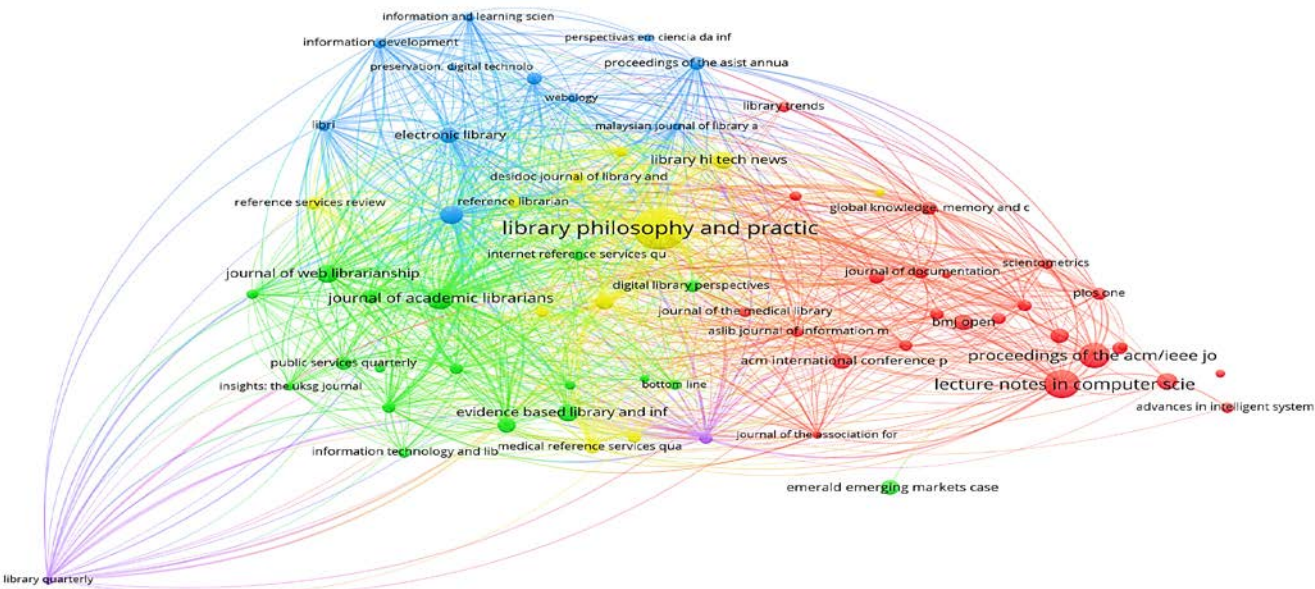 information and learning scien
information development
perspectivas em ciencia da inf
preservation, digital technolo
proceedings of the asist annua
webology
library trends
libri
electronic library
malaysian journal of library a
library hi tech news
desidoc journal of library and
reference services review
reference librarian
global knowledge, memory and c
library philosophy and practic
internet reference services qu
scientometrics
journal of web librarianship
journal of documentation
digital library perspectives
plos one
journal of academic librarians
journal of the medical library
bmj open
aslib journal of information m
public services quarterly
acm international conference p
proceedings of the acm/ieee jo
insights: the uksg journal
bottom line
lecture notes in computer scie
evidence based library and inf
advances in intelligent system
journal of the association for
information technology and lib
medical reference services qua
emerald emerging markets case
library quarterly